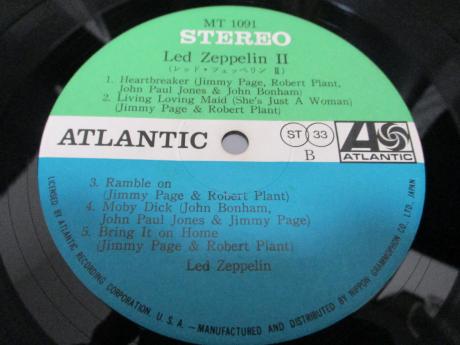 MT 1091
STEREO
Led Zeppelin II
(レッド・ツェッペリン Ⅱ)
1. Heartbreaker (Jimmy Page, Robert Plant,
John Paul Jones & John Bonham)
2. Living Loving Maid (She's Just A Woman)
(Jimmy Page & Robert Plant)
ATLANTIC
ST 33
B
ATLANTIC
3. Ramble on
(Jimmy Page & Robert Plant)
4. Moby Dick (John Bonham,
John Paul Jones & Jimmy Page)
5. Bring It on Home
(Jimmy Page & Robert Plant)
Led Zeppelin
LICENSED BY ATLANTIC RECORDING CORPORATION, U.S.A. —MANUFACTURED AND DISTRIBUTED BY NIPPON GRAMMOPHON CO., LTD., JAPAN